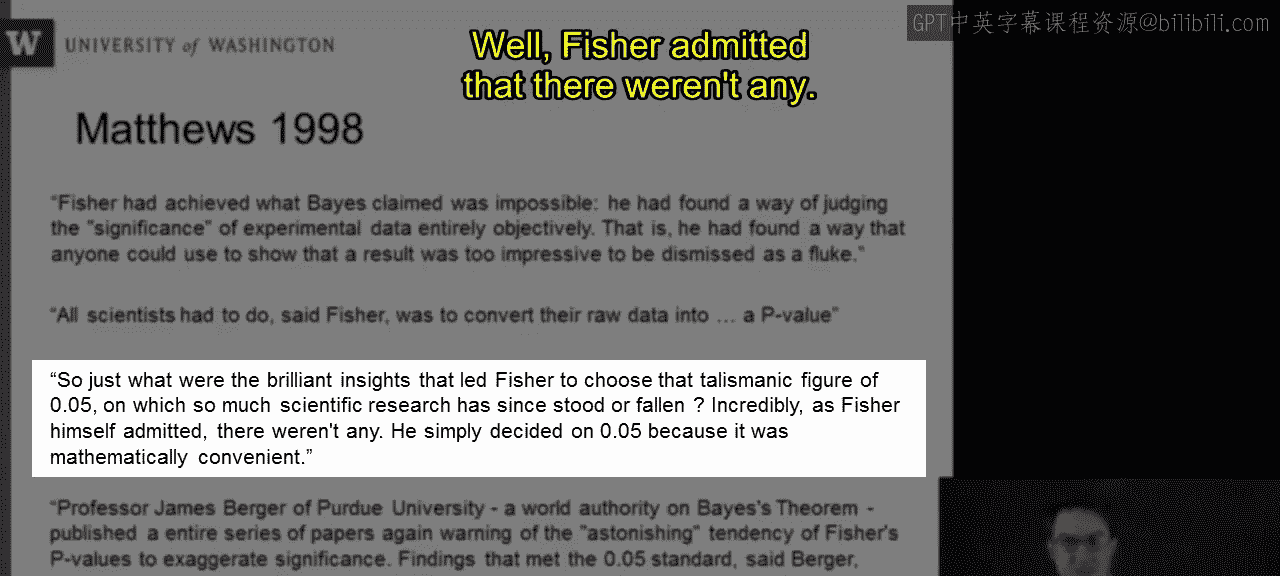 GPT中英字幕课程资源@bilibili.com
W UNIVERSITY of WASHINGTON
Well, Fisher admitted
that there weren't any.
Matthews 1998
“Fisher had achieved what Bayes claimed was impossible: he had found a way of judging
the "significance" of experimental data entirely objectively. That is, he had found a way that
anyone could use to show that a result was too impressive to be dismissed as a fluke.”
“All scientists had to do, said Fisher, was to convert their raw data into … a P-value”
“So just what were the brilliant insights that led Fisher to choose that talismanic figure of
0.05, on which so much scientific research has since stood or fallen ? Incredibly, as Fisher
himself admitted, there weren't any. He simply decided on 0.05 because it was
mathematically convenient.”
“Professor James Berger of Purdue University - a world authority on Bayes's Theorem -
published a entire series of papers again warning of the "astonishing" tendency of Fisher's
P-values to exaggerate significance. Findings that met the 0.05 standard, said Berger,